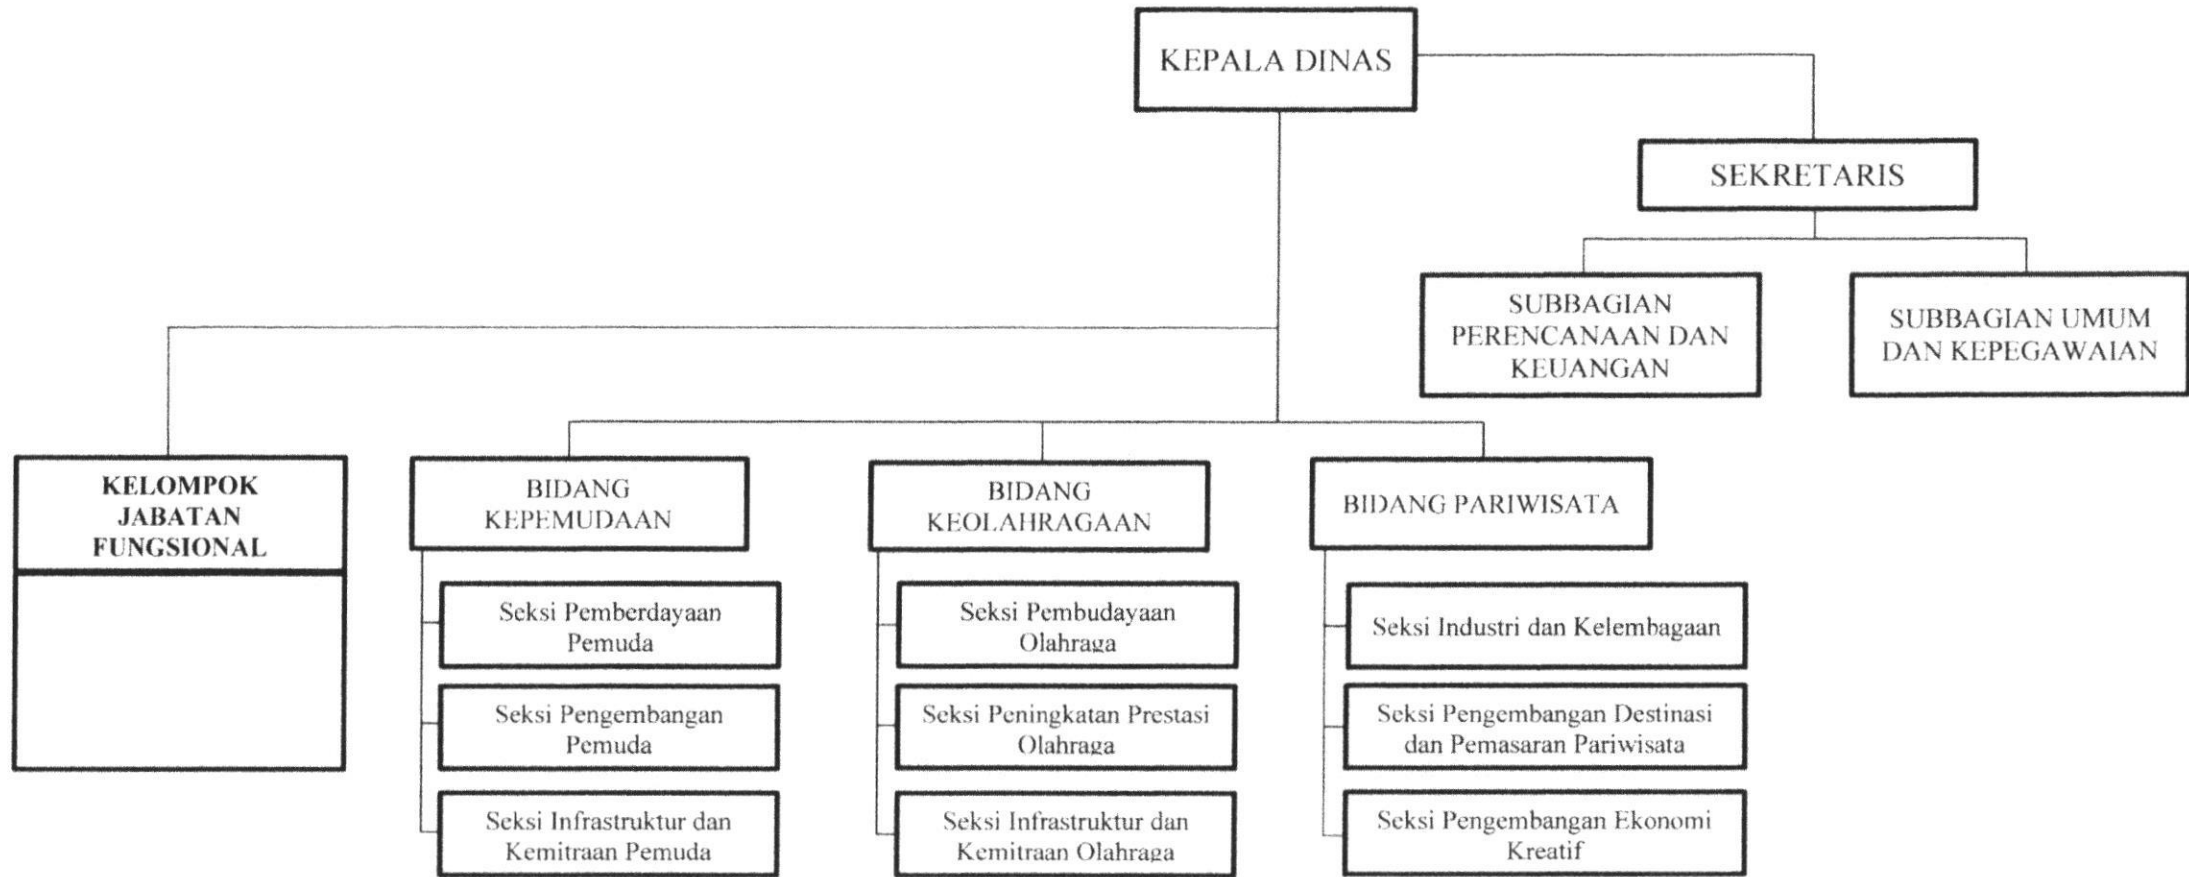 KEPALA DINAS
SEKRETARIS
SUBBAGIAN
PERENCANAAN DAN
KEUANGAN
SUBBAGIAN UMUM
DAN KEPEGAWAIAN
KELOMPOK
JABATAN
FUNGSIONAL
BIDANG
KEPEMUDAAN
Seksi Pemberdayaan
Pemuda
Seksi Pengembangan
Pemuda
Seksi Infrastruktur dan
Kemitraan Pemuda
BIDANG
KEOLAHRAGAAN
Seksi Pembudayaan
Olahraga
Seksi Peningkatan Prestasi
Olahraga
Seksi Infrastruktur dan
Kemitraan Olahraga
BIDANG PARIWISATA
Seksi Industri dan Kelembagaan
Seksi Pengembangan Destinasi
dan Pemasaran Pariwisata
Seksi Pengembangan Ekonomi
Kreatif